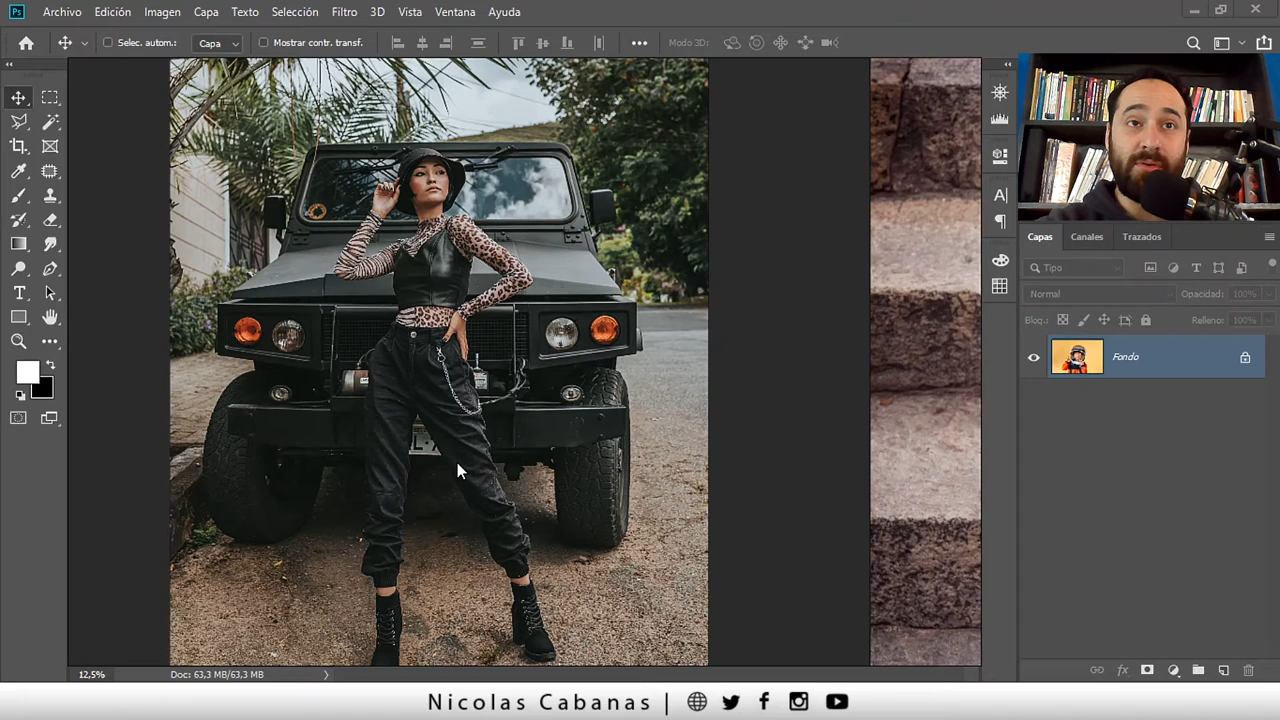 Ps Archivo Edición Imagen Capa Texto Selección Filtro 3D Vista Ventana Ayuda
Selec. autom.: Capa Mostrar contr. transf. ••• Modo 3D:
Capas Canales Trazados
Tipo
Normal Opacidad: 100%
Bloq.: Relleno: 100%
Fondo
12,5% Doc: 63,3 MB/63,3 MB
Nicolas Cabanas |